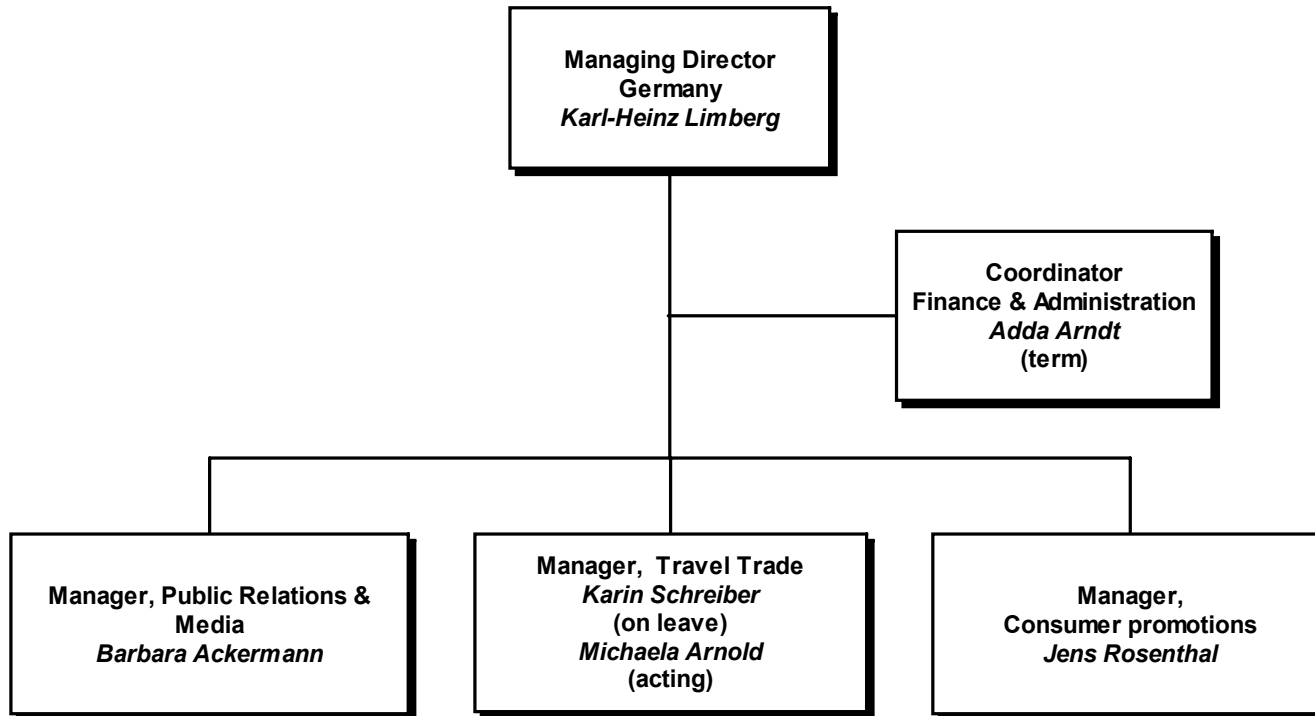 Managing Director
Germany
Karl-Heinz Limberg
Coordinator
Finance & Administration
Adda Arndt
(term)
Manager, Public Relations &
Media
Barbara Ackermann
Manager, Travel Trade
Karin Schreiber
(on leave)
Michaela Arnold
(acting)
Manager,
Consumer promotions
Jens Rosenthal